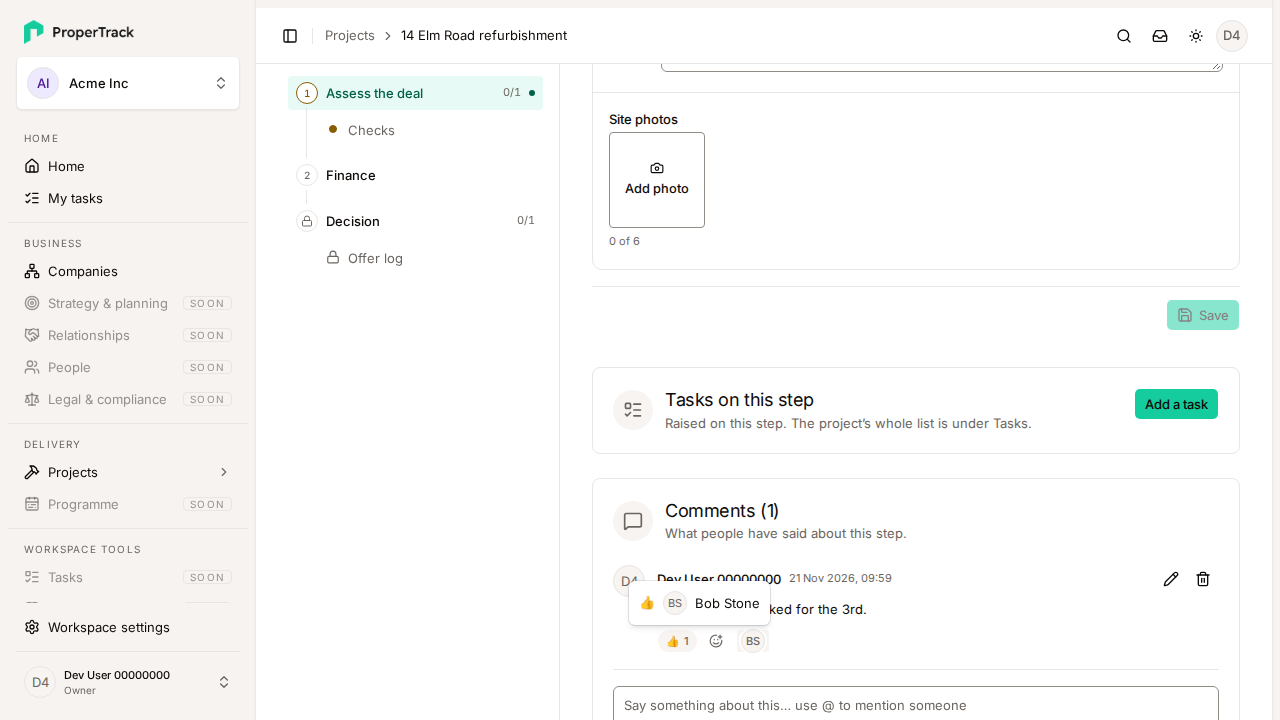 ProperTrack
Projects
14 Elm Road refurbishment
D4
AI
Acme Inc
HOME
Home
My tasks
BUSINESS
Companies
Strategy & planning SOON
Relationships SOON
People SOON
Legal & compliance SOON
DELIVERY
Projects
Programme SOON
WORKSPACE TOOLS
Tasks SOON
Workspace settings
D4
Dev User 00000000
Owner
1 Assess the deal 0/1
Checks
2 Finance
Decision 0/1
Offer log
Site photos
Add photo
0 of 6
Save
Tasks on this step
Raised on this step. The project’s whole list is under Tasks.
Add a task
Comments (1)
What people have said about this step.
D4
Dev User 00000000 21 Nov 2026, 09:59
👍 BS Bob Stone
ked for the 3rd.
👍 1 BS
Say something about this... use @ to mention someone